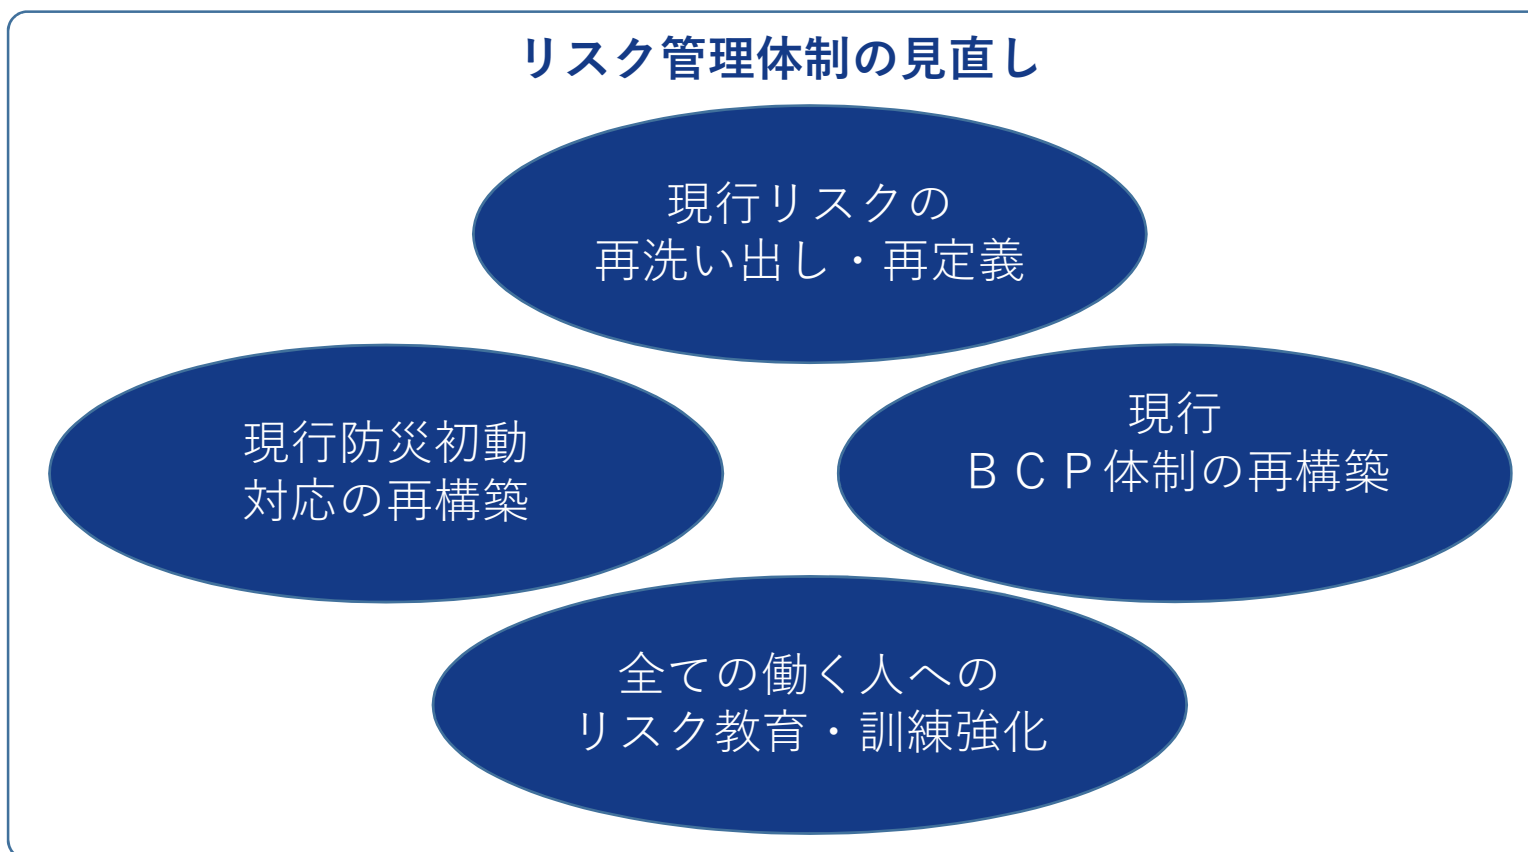 リスク管理体制の見直し
現行リスクの
再洗い出し・再定義
現行防災初動
対応の再構築
現行
ＢＣＰ体制の再構築
全ての働く人への
リスク教育・訓練強化